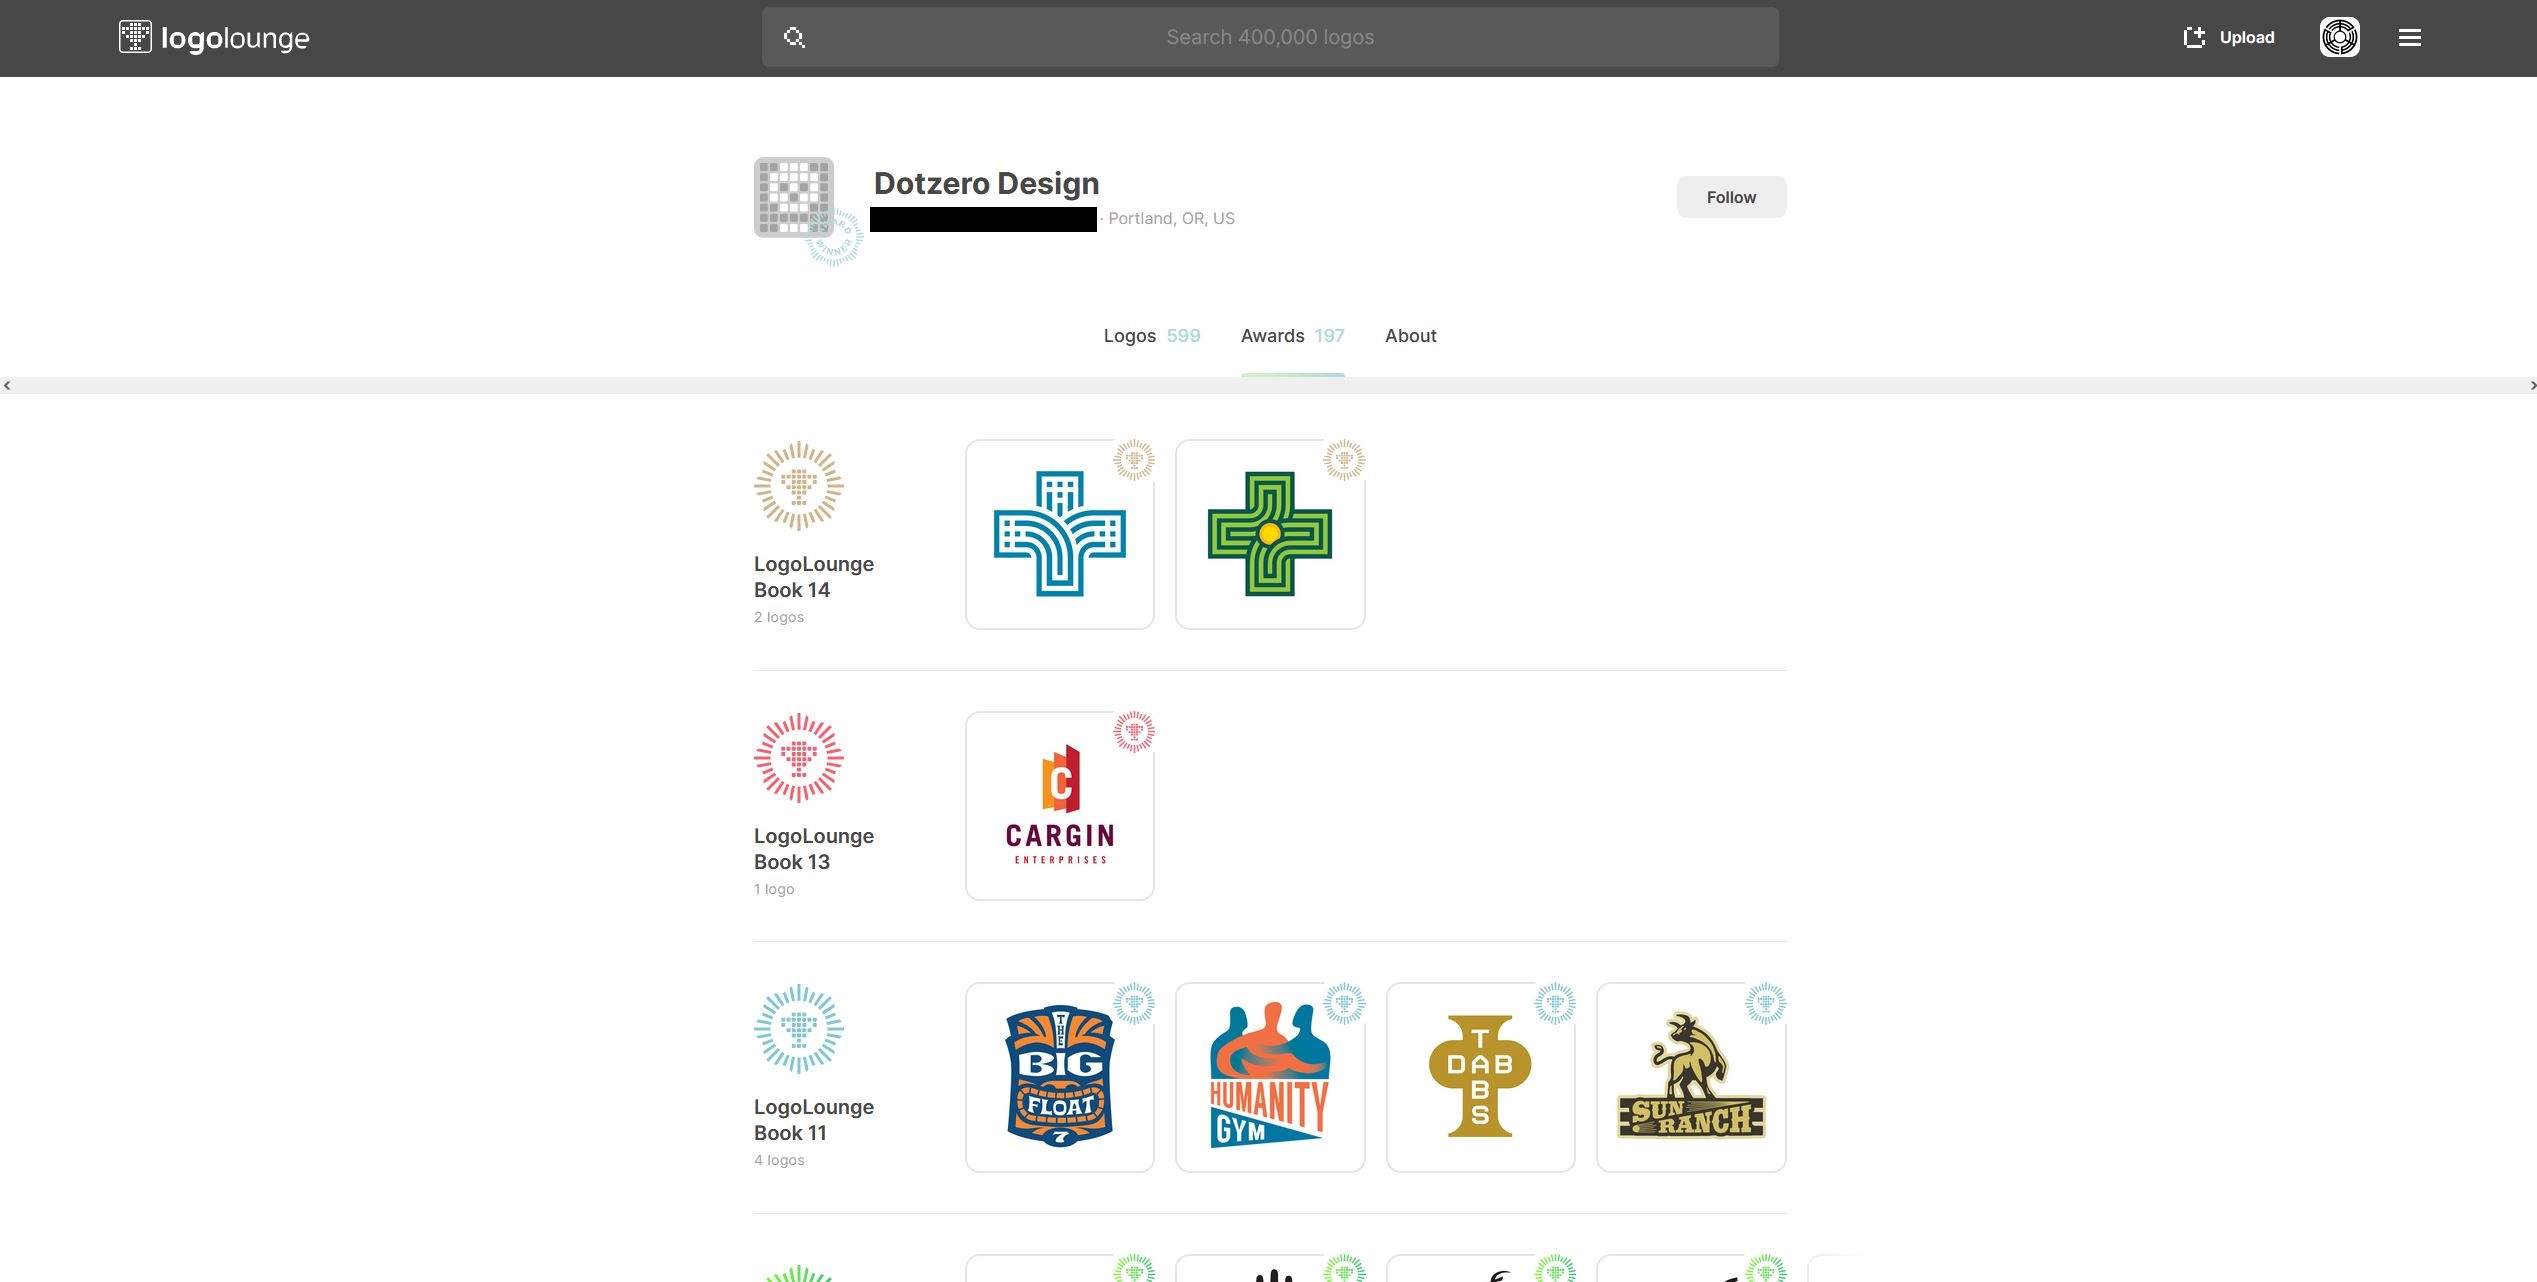 logolounge
Search 400,000 logos
Upload
Dotzero Design
· Portland, OR, US
Follow
WINNER
Logos 599
Awards 197
About
LogoLounge
Book 14
2 logos
LogoLounge
Book 13
1 logo
C
CARGIN
ENTERPRISES
LogoLounge
Book 11
4 logos
THE
BIG
FLOAT
7
HUMANITY
GYM
DAB
TABS
SUN
RANCH